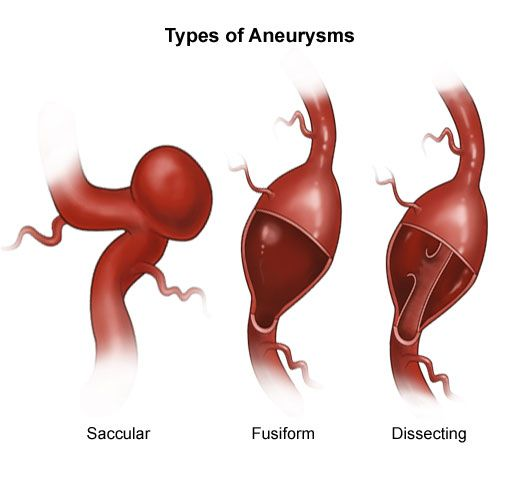 Types of Aneurysms
Saccular
Fusiform
Dissecting